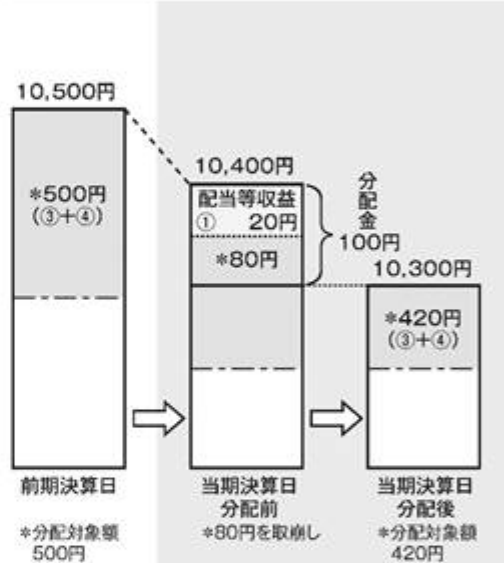 10,500円
*500円
(③+④)
10,400円
配当等収益
① 20円
*80円
分配金
100円
10,300円
*420円
(③+④)
前期決算日
*分配対象額
500円
当期決算日
分配前
*80円を取崩し
当期決算日
分配後
*分配対象額
420円